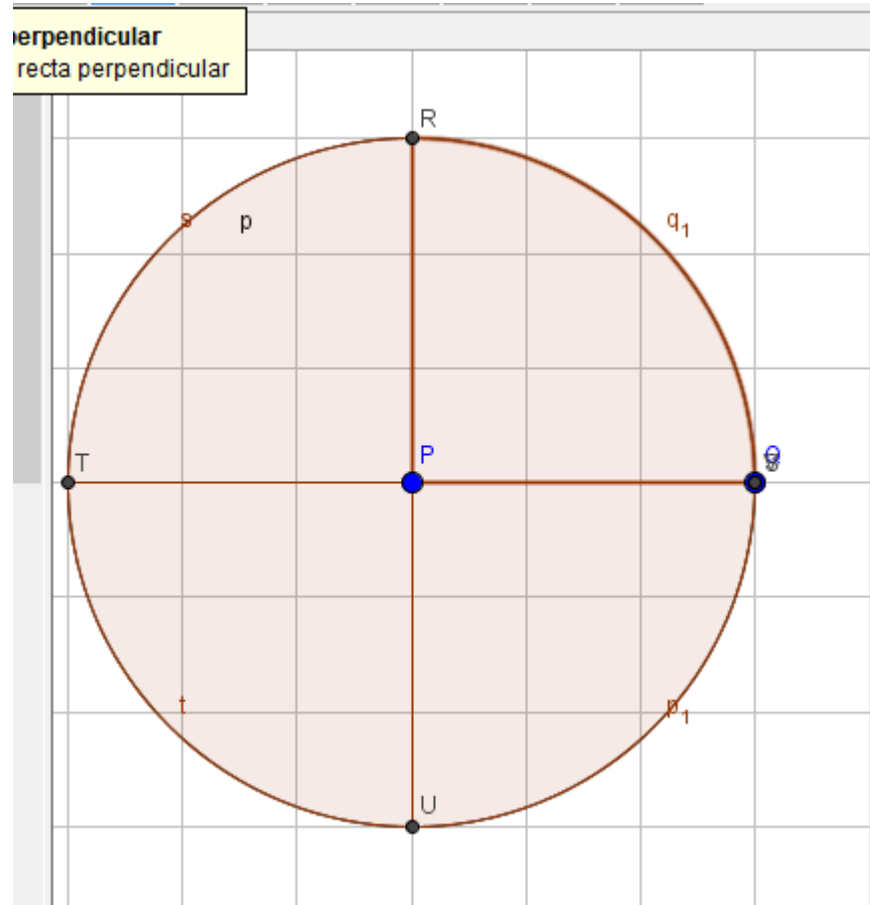 perpendicular
recta perpendicular
R
s p q1
T P Q
t p1
U